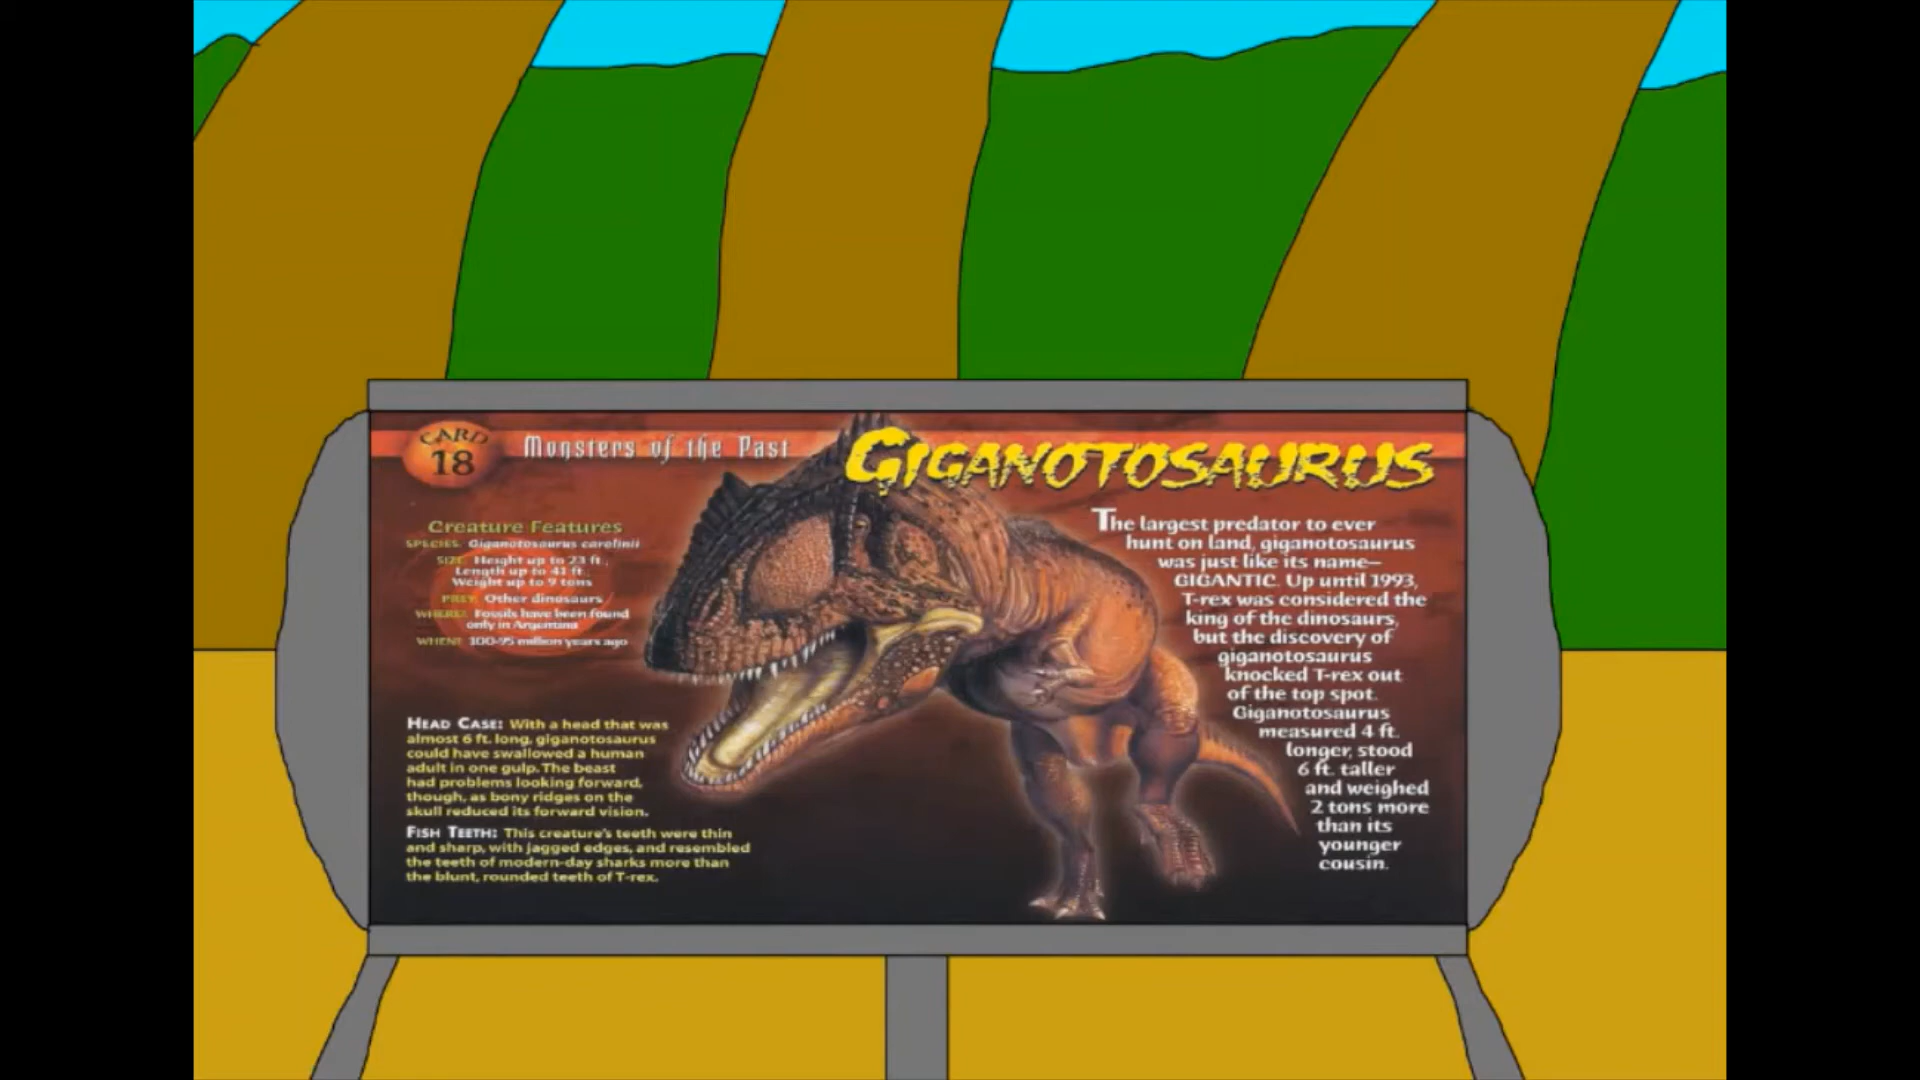 CARD
18
Monsters of the Past
GIGANOTOSAURUS
Creature Features
SPECIES: Giganotosaurus carolinii
SIZE: Height up to 23 ft.,
Length up to 41 ft.,
Weight up to 9 tons
PREY: Other dinosaurs
WHERE: Fossils have been found
only in Argentina
WHEN: 100-95 million years ago
HEAD CASE: With a head that was
almost 6 ft. long, giganotosaurus
could have swallowed a human
adult in one gulp. The beast
had problems looking forward,
though, as bony ridges on the
skull reduced its forward vision.
FISH TEETH: This creature's teeth were thin
and sharp, with jagged edges, and resembled
the teeth of modern-day sharks more than
the blunt, rounded teeth of T-rex.
The largest predator to ever
hunt on land, giganotosaurus
was just like its name—
GIGANTIC. Up until 1993,
T-rex was considered the
king of the dinosaurs,
but the discovery of
giganotosaurus
knocked T-rex out
of the top spot.
Giganotosaurus
measured 4 ft.
longer, stood
6 ft. taller
and weighed
2 tons more
than its
younger
cousin.